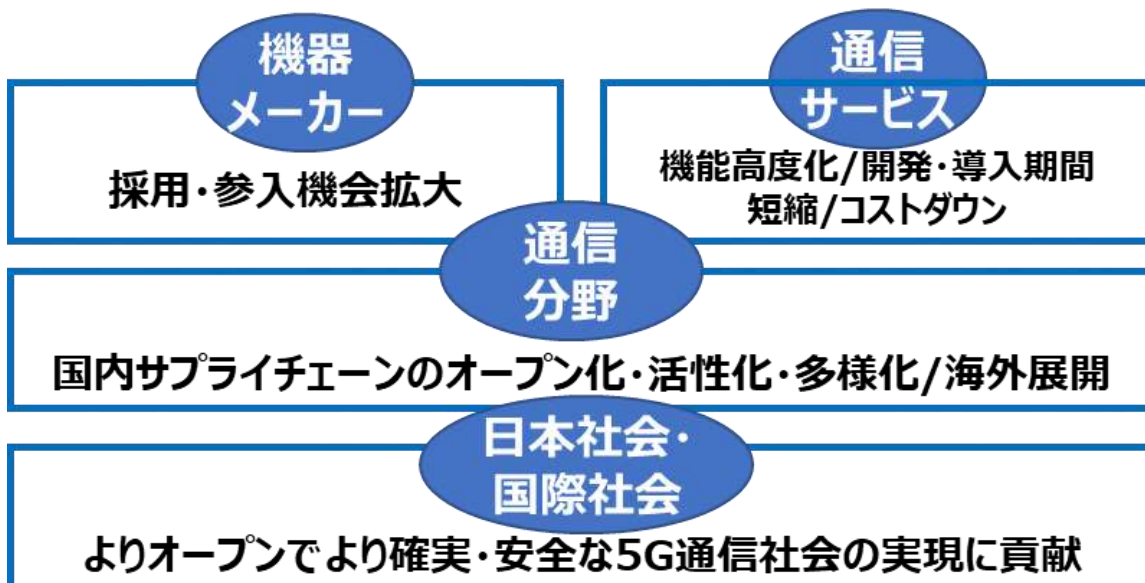 機器
メーカー
採用・参入機会拡大
通信
サービス
機能高度化/開発・導入期間
短縮/コストダウン
通信
分野
国内サプライチェーンのオープン化・活性化・多様化/海外展開
日本社会・
国際社会
よりオープンでより確実・安全な5G通信社会の実現に貢献